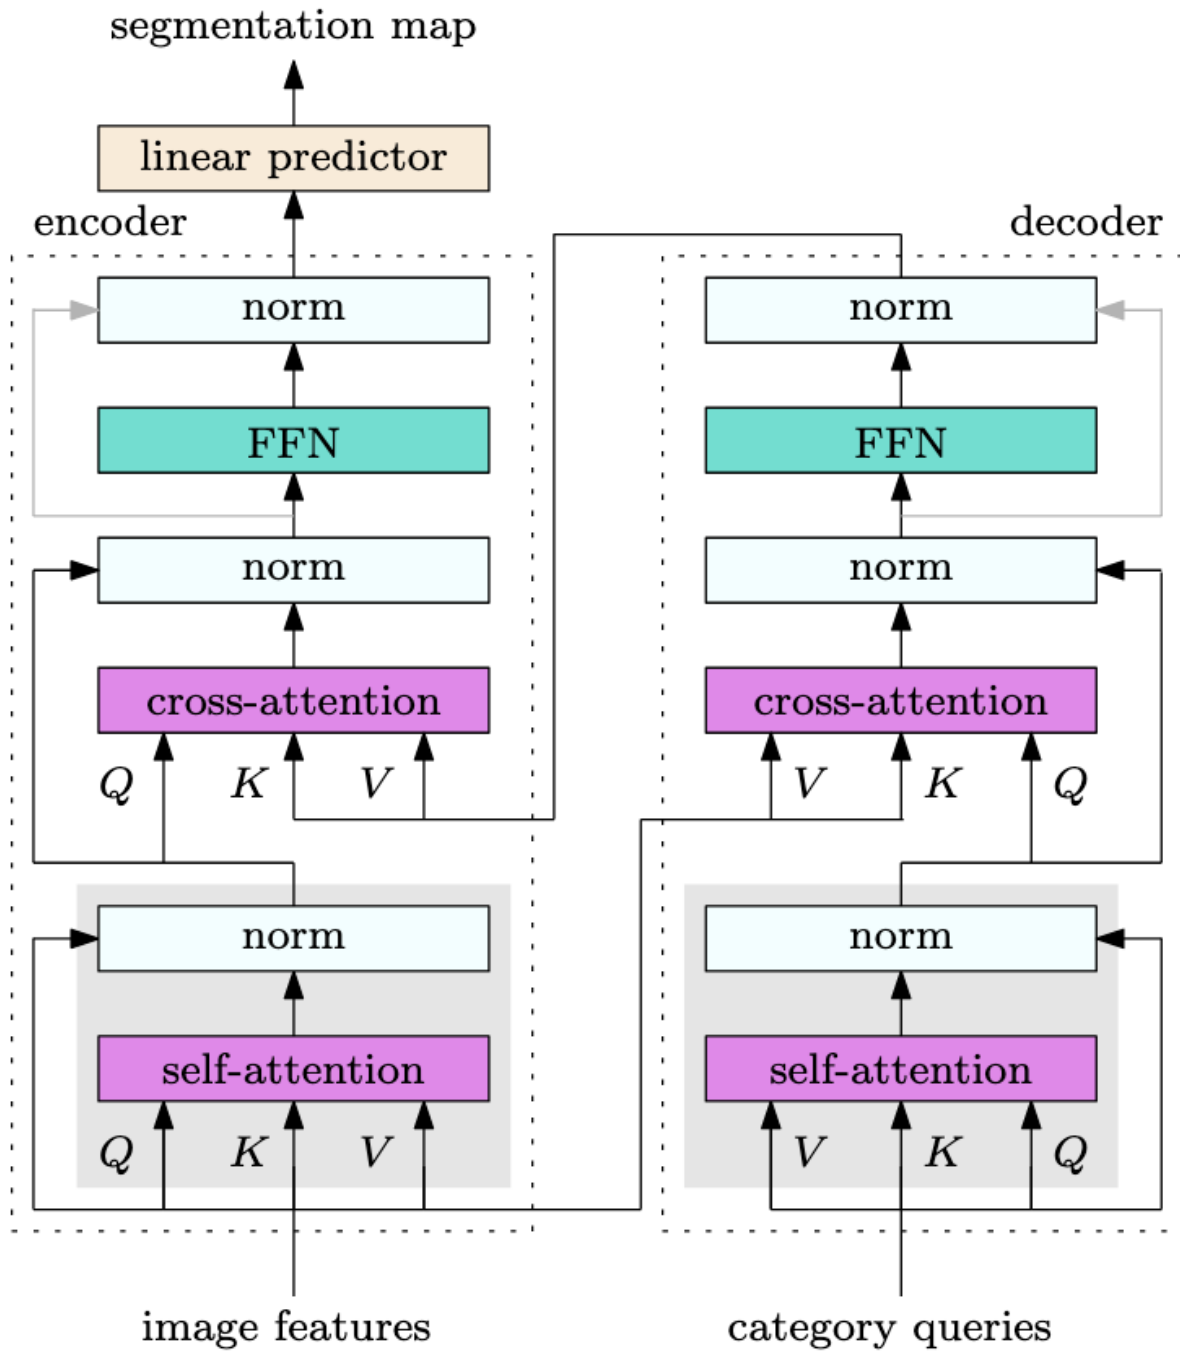 segmentation map
linear predictor
encoder
decoder
norm
norm
FFN
FFN
norm
norm
cross-attention
cross-attention
Q K V
V K Q
norm
norm
self-attention
self-attention
Q K V
V K Q
image features
category queries